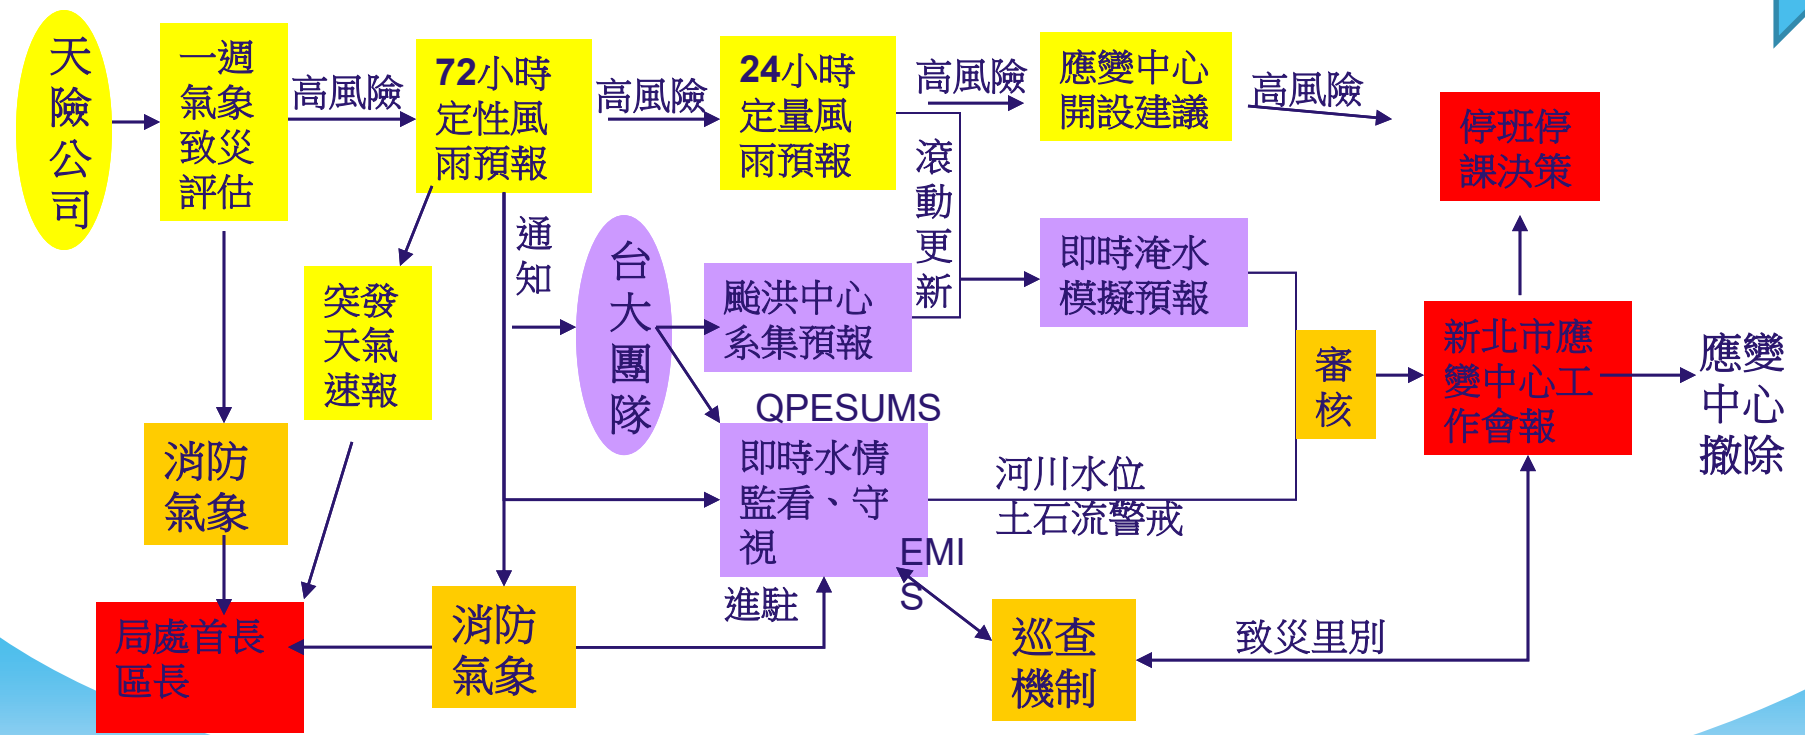 天
險
公
司
一週
氣象
致災
評估
高風險
72小時
定性風
雨預報
高風險
24小時
定量風
雨預報
高風險
應變中心
開設建議
高風險
停班停
課決策
滾
動
更
新
通
知
突發
天氣
速報
台
大
團
隊
颱洪中心
系集預報
即時淹水
模擬預報
審
核
新北市應
變中心工
作會報
應變
中心
撤除
QPESUMS
即時水情
監看、守
視
河川水位
土石流警戒
EMI
S
消防
氣象
局處首長
區長
消防
氣象
進駐
巡查
機制
致災里別